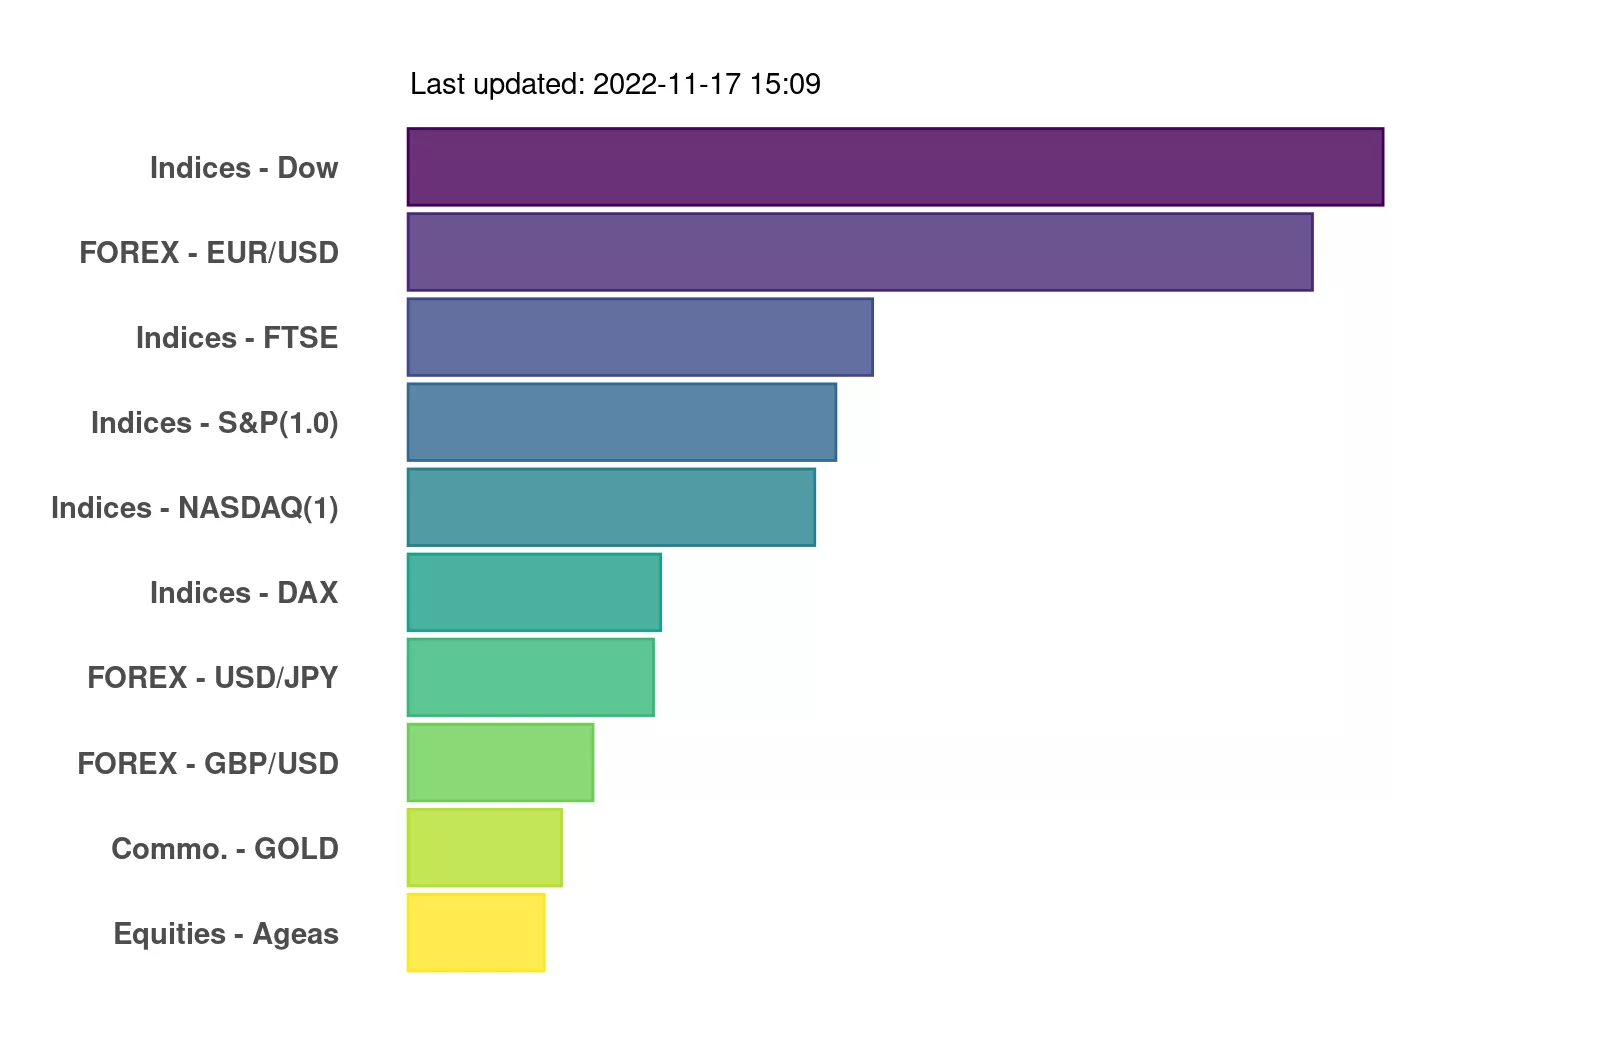 Last updated: 2022-11-17 15:09
Indices - Dow
FOREX - EUR/USD
Indices - FTSE
Indices - S&P(1.0)
Indices - NASDAQ(1)
Indices - DAX
FOREX - USD/JPY
FOREX - GBP/USD
Commo. - GOLD
Equities - Ageas